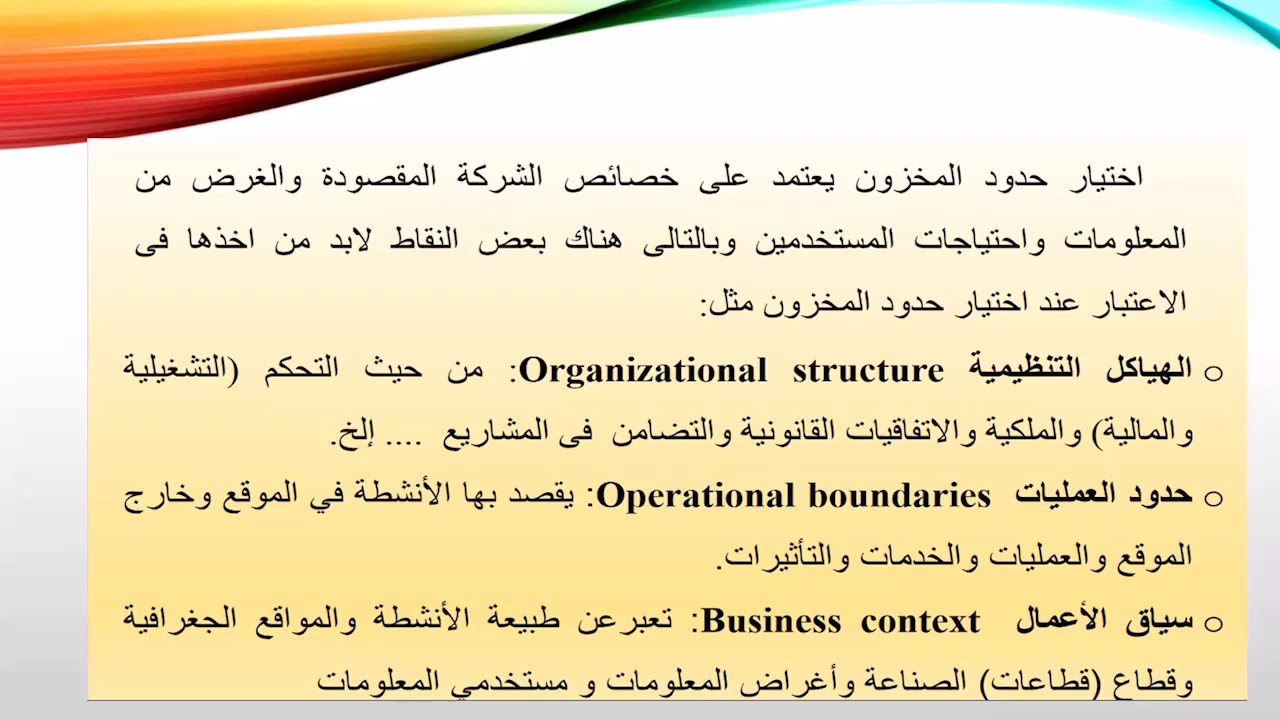 اختيار حدود المخزون يعتمد على خصائص الشركة المقصودة والغرض من
المعلومات واحتياجات المستخدمين وبالتالى هناك بعض النقاط لابد من اخذها فى
الاعتبار عند اختيار حدود المخزون مثل:
o الهياكل التنظيمية Organizational structure: من حيث التحكم (التشغيلية
والمالية) والملكية والاتفاقيات القانونية والتضامن فى المشاريع .... إلخ.
o حدود العمليات Operational boundaries: يقصد بها الأنشطة في الموقع وخارج
الموقع والعمليات والخدمات والتأثيرات.
o سياق الأعمال Business context: تعبرعن طبيعة الأنشطة والمواقع الجغرافية
وقطاع (قطاعات) الصناعة وأغراض المعلومات و مستخدمي المعلومات